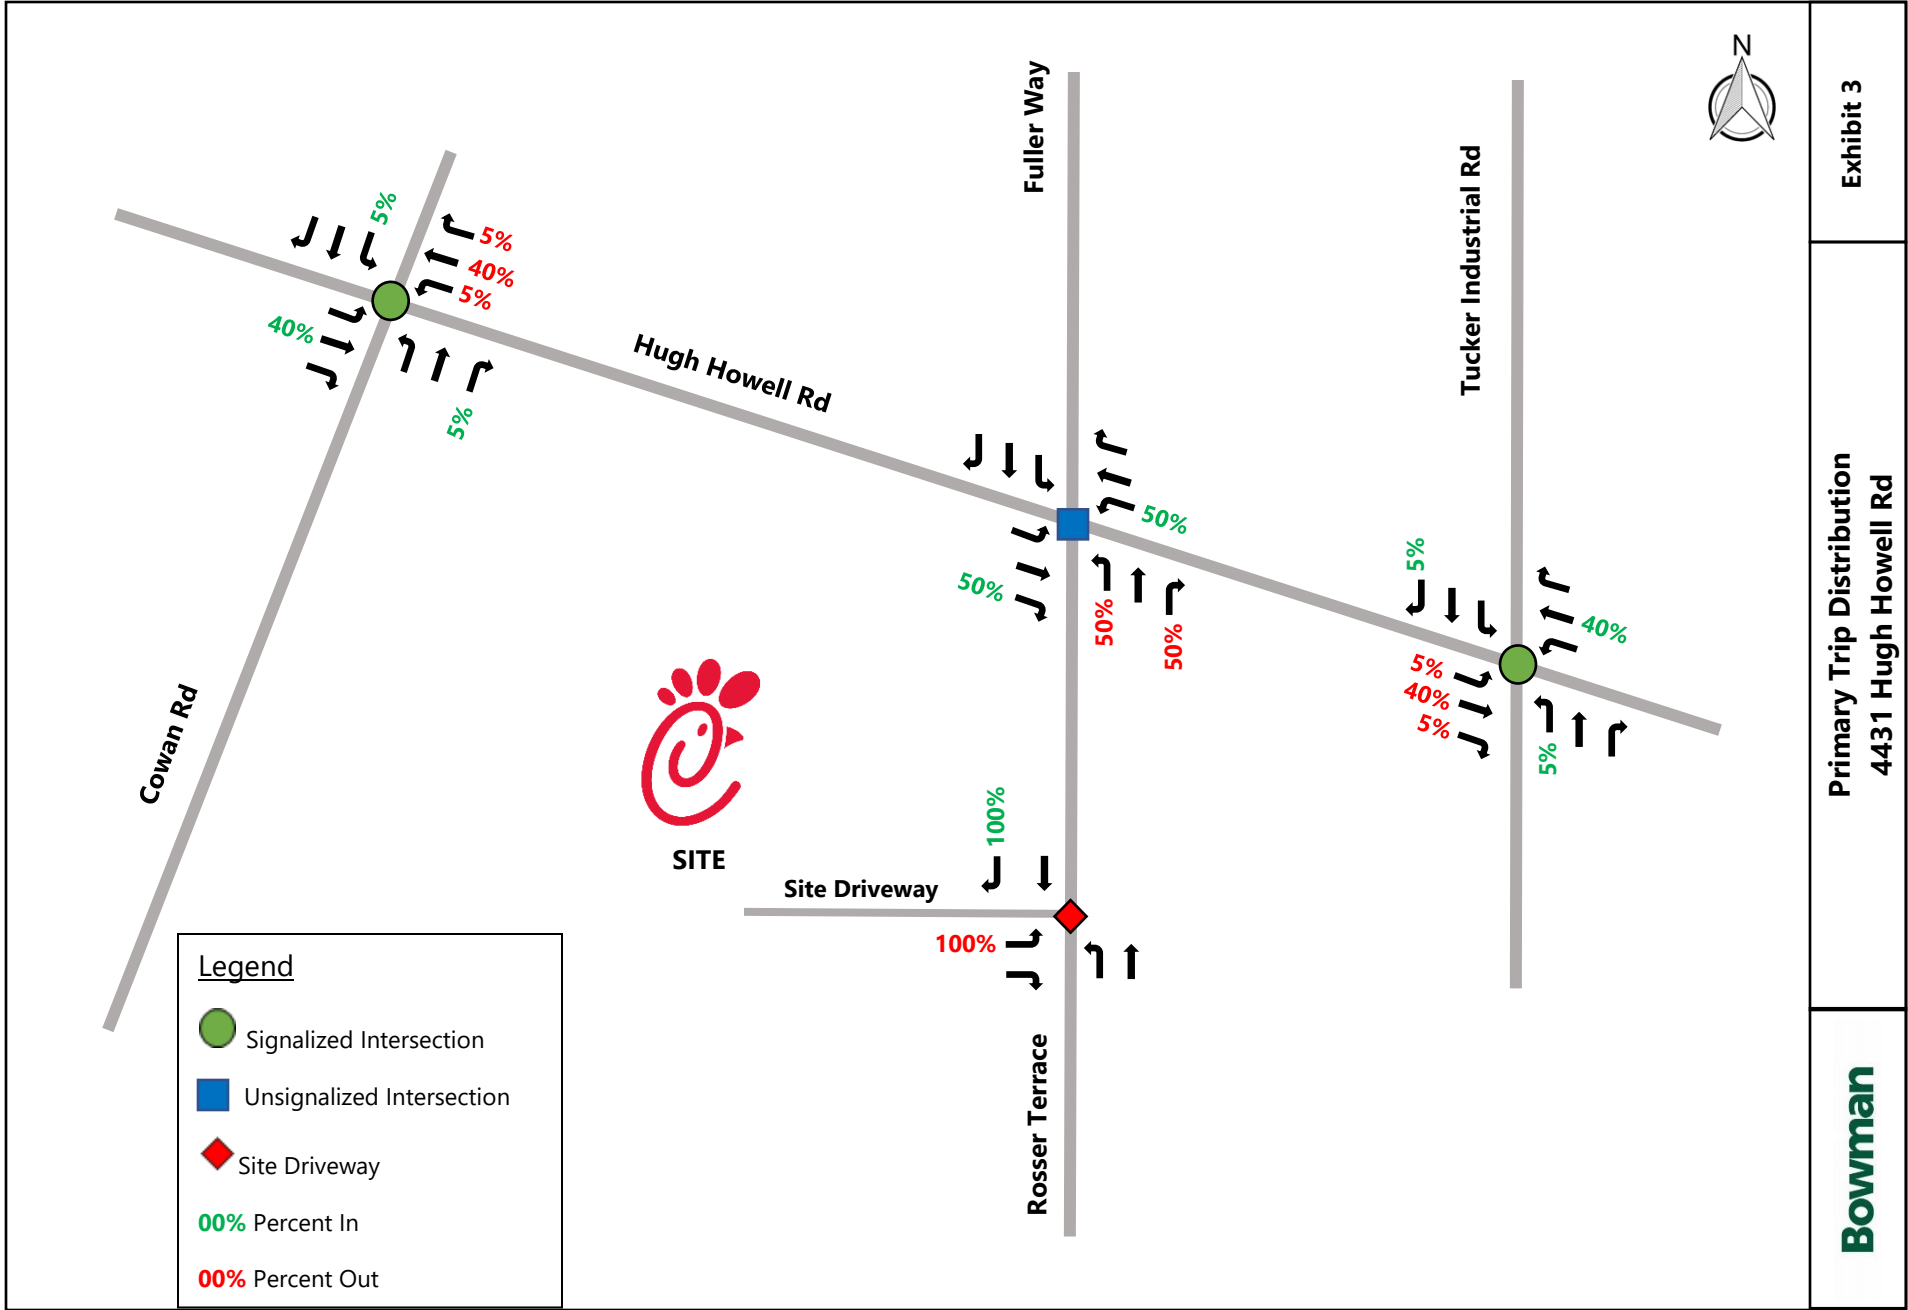 N
Fuller Way
Tucker Industrial Rd
5%
5%
40%
5%
40%
5%
Hugh Howell Rd
50%
50%
50%
50%
5%
40%
5%
40%
5%
5%
Cowan Rd
SITE
100%
Site Driveway
100%
Rosser Terrace
Legend
Signalized Intersection
Unsignalized Intersection
Site Driveway
00% Percent In
00% Percent Out
Exhibit 3
Primary Trip Distribution
4431 Hugh Howell Rd
Bowman